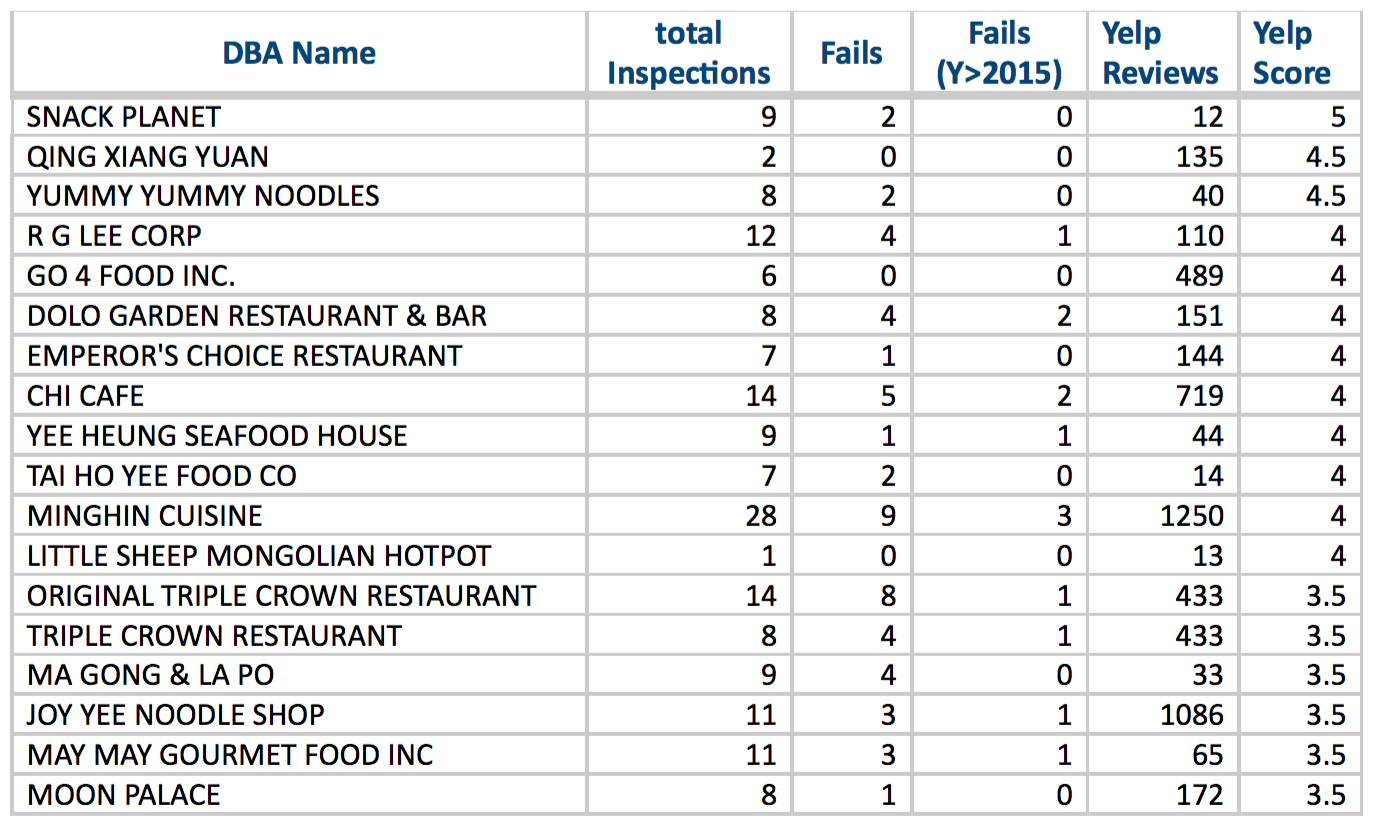 DBA Name total Inspections Fails Fails (Y>2015) Yelp Reviews Yelp Score
SNACK PLANET 9 2 0 12 5
QING XIANG YUAN 2 0 0 135 4.5
YUMMY YUMMY NOODLES 8 2 0 40 4.5
R G LEE CORP 12 4 1 110 4
GO 4 FOOD INC. 6 0 0 489 4
DOLO GARDEN RESTAURANT & BAR 8 4 2 151 4
EMPEROR'S CHOICE RESTAURANT 7 1 0 144 4
CHI CAFE 14 5 2 719 4
YEE HEUNG SEAFOOD HOUSE 9 1 1 44 4
TAI HO YEE FOOD CO 7 2 0 14 4
MINGHIN CUISINE 28 9 3 1250 4
LITTLE SHEEP MONGOLIAN HOTPOT 1 0 0 13 4
ORIGINAL TRIPLE CROWN RESTAURANT 14 8 1 433 3.5
TRIPLE CROWN RESTAURANT 8 4 1 433 3.5
MA GONG & LA PO 9 4 0 33 3.5
JOY YEE NOODLE SHOP 11 3 1 1086 3.5
MAY MAY GOURMET FOOD INC 11 3 1 65 3.5
MOON PALACE 8 1 0 172 3.5